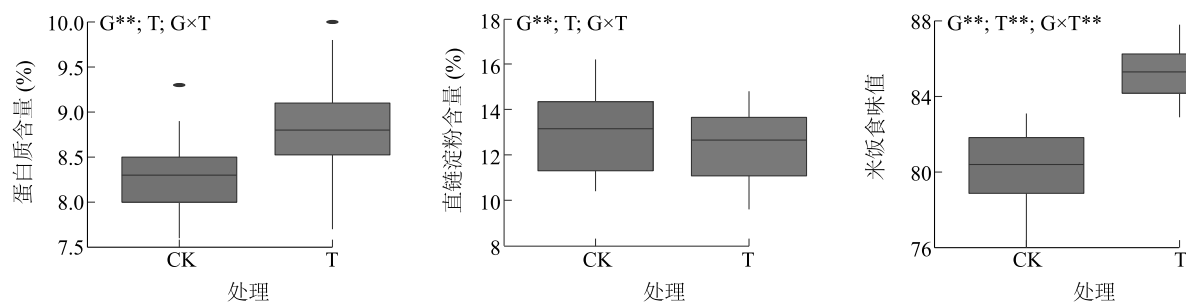 G**; T; G×T
10.0
9.5
9.0
8.5
8.0
7.5
蛋白质含量 (%)
CK
T
处理
G**; T; G×T
18
16
14
12
10
8
直链淀粉含量 (%)
CK
T
处理
G**; T**; G×T**
88
84
80
76
米饭食味值
CK
T
处理